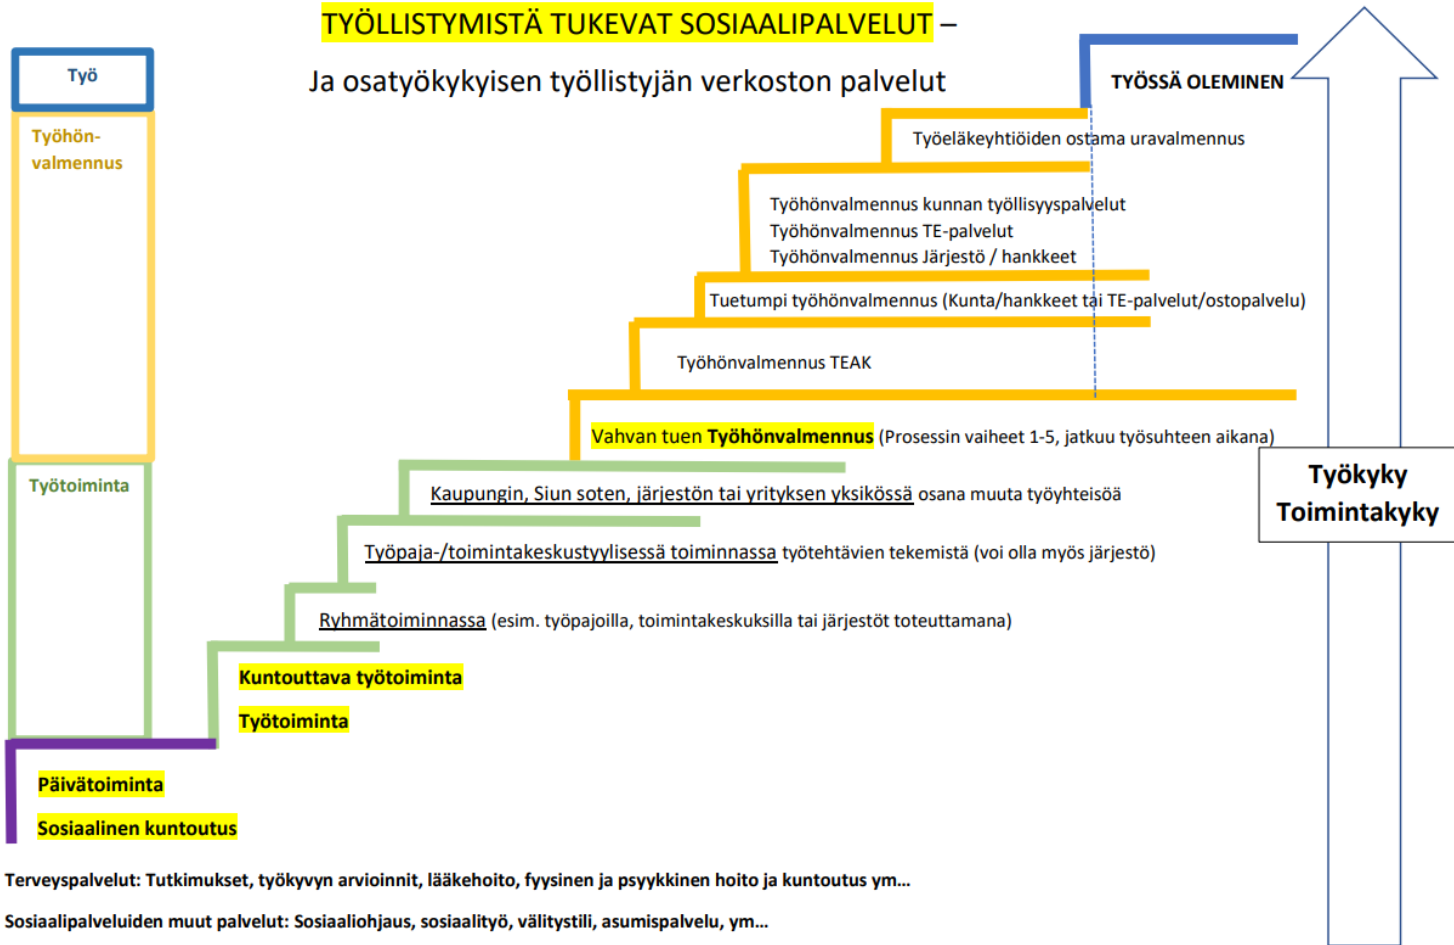 TYÖLLISTYMISTÄ TUKEVAT SOSIAALIPALVELUT –
Ja osatyökykyisen työllistyjän verkoston palvelut
Työ
TYÖSSÄ OLEMINEN
Työhön-
valmennus
Työeläkeyhtiöiden ostama uravalmennus
Työhönvalmennus kunnan työllisyyspalvelut
Työhönvalmennus TE-palvelut
Työhönvalmennus Järjestö / hankkeet
Tuetumpi työhönvalmennus (Kunta/hankkeet tai TE-palvelut/ostopalvelu)
Työhönvalmennus TEAK
Vahvan tuen Työhönvalmennus (Prosessin vaiheet 1-5, jatkuu työsuhteen aikana)
Työkyky
Toimintakyky
Työtoiminta
Kaupungin, Siun soten, järjestön tai yrityksen yksikössä osana muuta työyhteisöä
Työpaja-/toimintakeskustyylisessä toiminnassa työtehtävien tekemistä (voi olla myös järjestö)
Ryhmätoiminnassa (esim. työpajoilla, toimintakeskuksilla tai järjestöt toteuttamana)
Kuntouttava työtoiminta
Työtoiminta
Päivätoiminta
Sosiaalinen kuntoutus
Terveyspalvelut: Tutkimukset, työkyvyn arvioinnit, lääkehoito, fyysinen ja psyykkinen hoito ja kuntoutus ym…
Sosiaalipalveluiden muut palvelut: Sosiaaliohjaus, sosiaalityö, välitystili, asumispalvelu, ym…